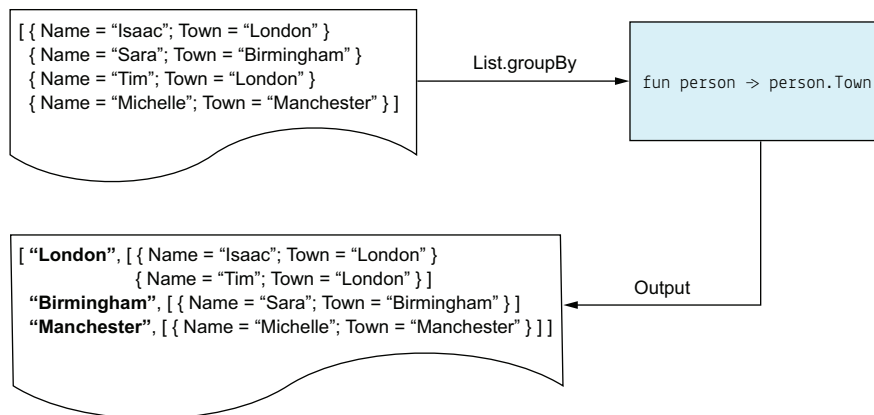 [ { Name = “Isaac”; Town = “London” }
{ Name = “Sara”; Town = “Birmingham” }
{ Name = “Tim”; Town = “London” }
{ Name = “Michelle”; Town = “Manchester” } ]
List.groupBy
fun person -> person.Town
[ “London”, [ { Name = “Isaac”; Town = “London” }
{ Name = “Tim”; Town = “London” } ]
“Birmingham”, [ { Name = “Sara”; Town = “Birmingham” } ]
“Manchester”, [ { Name = “Michelle”; Town = “Manchester” } ] ]
Output